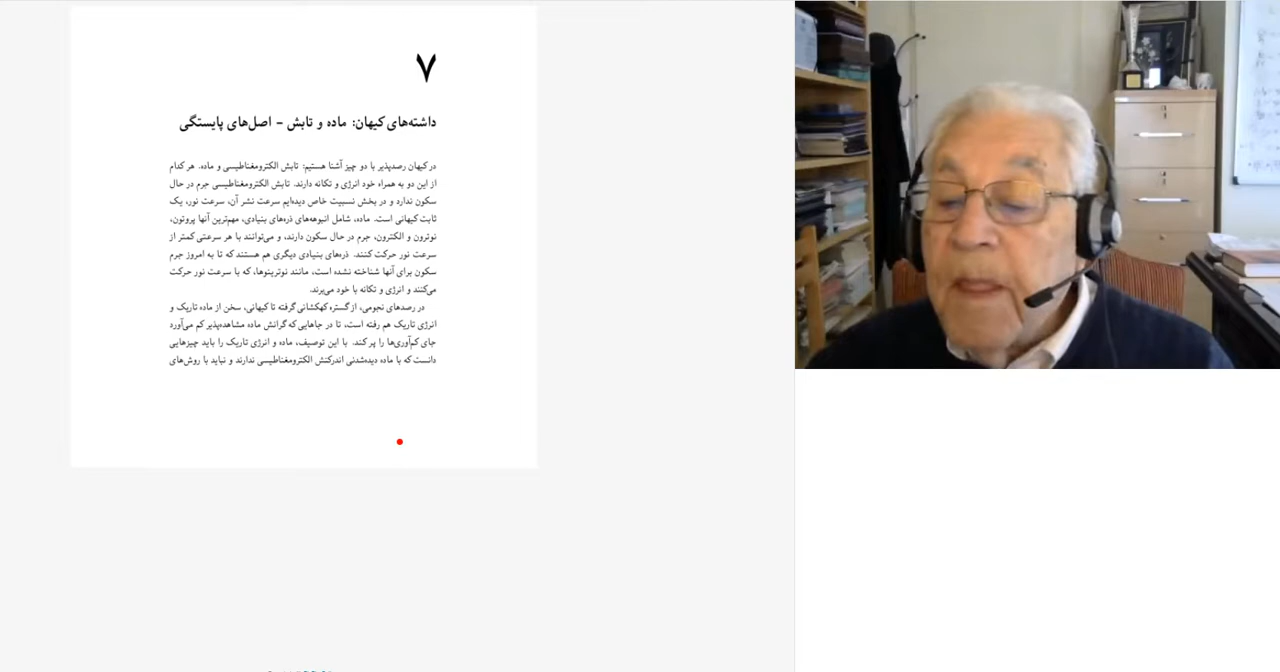 ۷
داشته‌های کیهان: ماده و تابش - اصل‌های پایستگی
در کیهان رصدپذیر با دو چیز آشنا هستیم: تابش الکترومغناطیسی و ماده. هر کدام
از این دو به همراه خود انرژی و تکانه دارند. تابش الکترومغناطیسی جرم در حال
سکون ندارد و در بخش نسبیت خاص دیده‌ایم سرعت نشر آن، سرعت نور، یک
ثابت کیهانی است. ماده، شامل انبوهه‌های ذره‌های بنیادی، مهم‌ترین آنها پروتون،
نوترون و الکترون، جرم در حال سکون دارند، و می‌توانند با هر سرعتی کمتر از
سرعت نور حرکت کنند. ذره‌های بنیادی دیگری هم هستند که تا به امروز جرم
سکون برای آنها شناخته نشده است، مانند نوترینوها، که با سرعت نور حرکت
می‌کنند و انرژی و تکانه با خود می‌برند.
در رصدهای نجومی، از گستره کهکشانی گرفته تا کیهانی، سخن از ماده تاریک و
انرژی تاریک هم رفته است، تا در جاهایی که گرانش ماده مشاهده‌پذیر کم می‌آورد
جای کم‌آوری‌ها را پر کند. با این توصیف، ماده و انرژی تاریک را باید چیزهایی
دانست که با ماده دیده‌شدنی اندرکنش الکترومغناطیسی ندارند و نباید با روش‌های